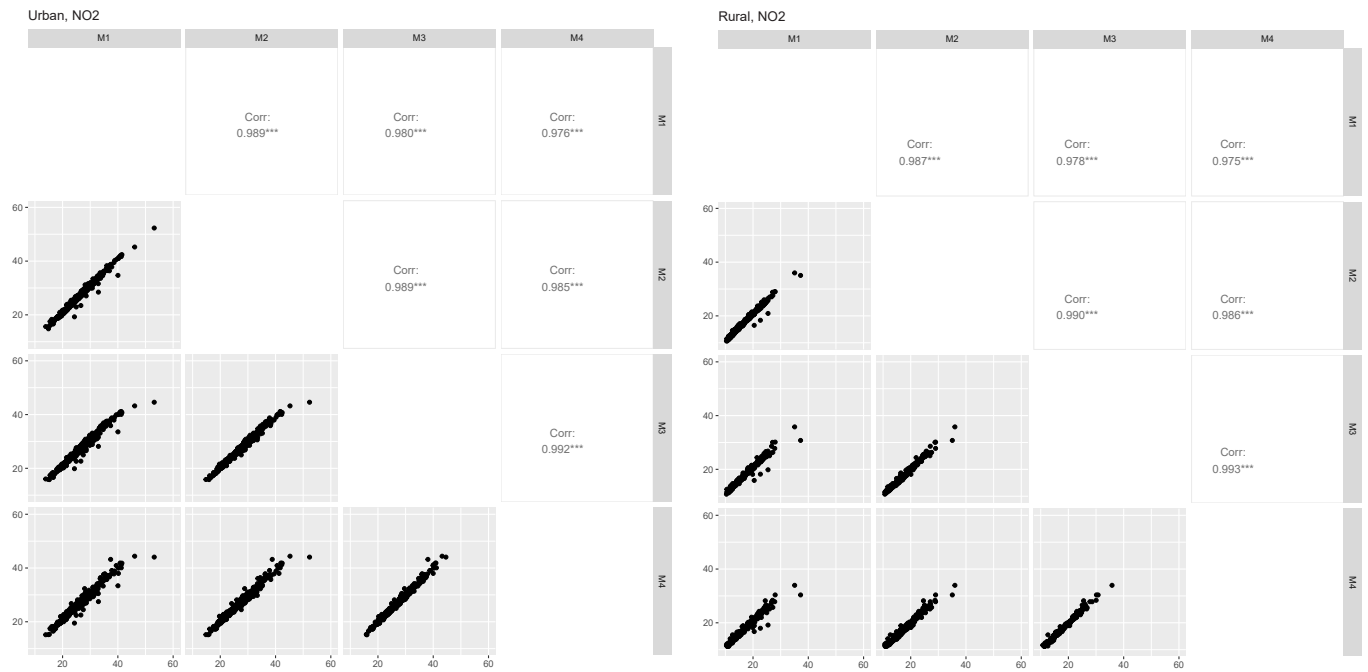 Urban, NO2
M1 M2 M3 M4
Corr:
0.989***
Corr:
0.980***
Corr:
0.976***
M1
60
40
20
Corr:
0.989***
Corr:
0.985***
M2
60
40
20
Corr:
0.992***
M3
60
40
20
M4
20 40 60 20 40 60 20 40 60
Rural, NO2
M1 M2 M3 M4
Corr:
0.987***
Corr:
0.978***
Corr:
0.975***
M1
60
40
20
Corr:
0.990***
Corr:
0.986***
M2
60
40
20
Corr:
0.993***
M3
60
40
20
M4
20 40 60 20 40 60 20 40 60